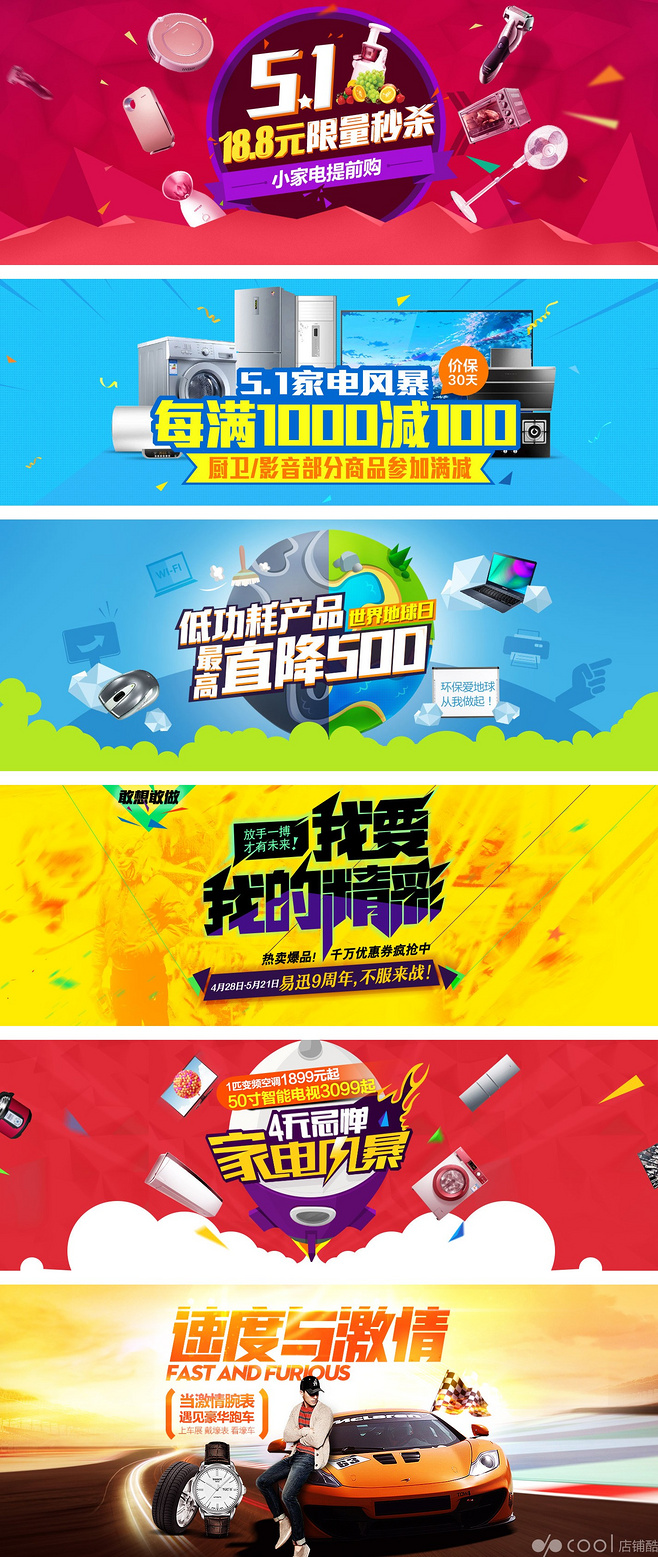 5.1
18.8元限量秒杀
小家电提前购
5.1家电风暴
价保
30天
每满1000减100
厨卫/影音部分商品参加满减
Wi-Fi
低功耗产品
世界地球日
最高
直降500
环保爱地球
从我做起！
敢想敢做
放手一搏
才有未来！
我要
我的精彩
热卖爆品！ 千万优惠券疯抢中
4月28日-5月21日易迅9周年，不服来战！
1匹变频空调1899元起
50寸智能电视3099起
4天品牌
家电风暴
速度与激情
FAST AND FURIOUS
当激情腕表
遇见豪华跑车
上车展 戴壕表 看壕车
McLaren
63
TISSOT
cool 店铺酷